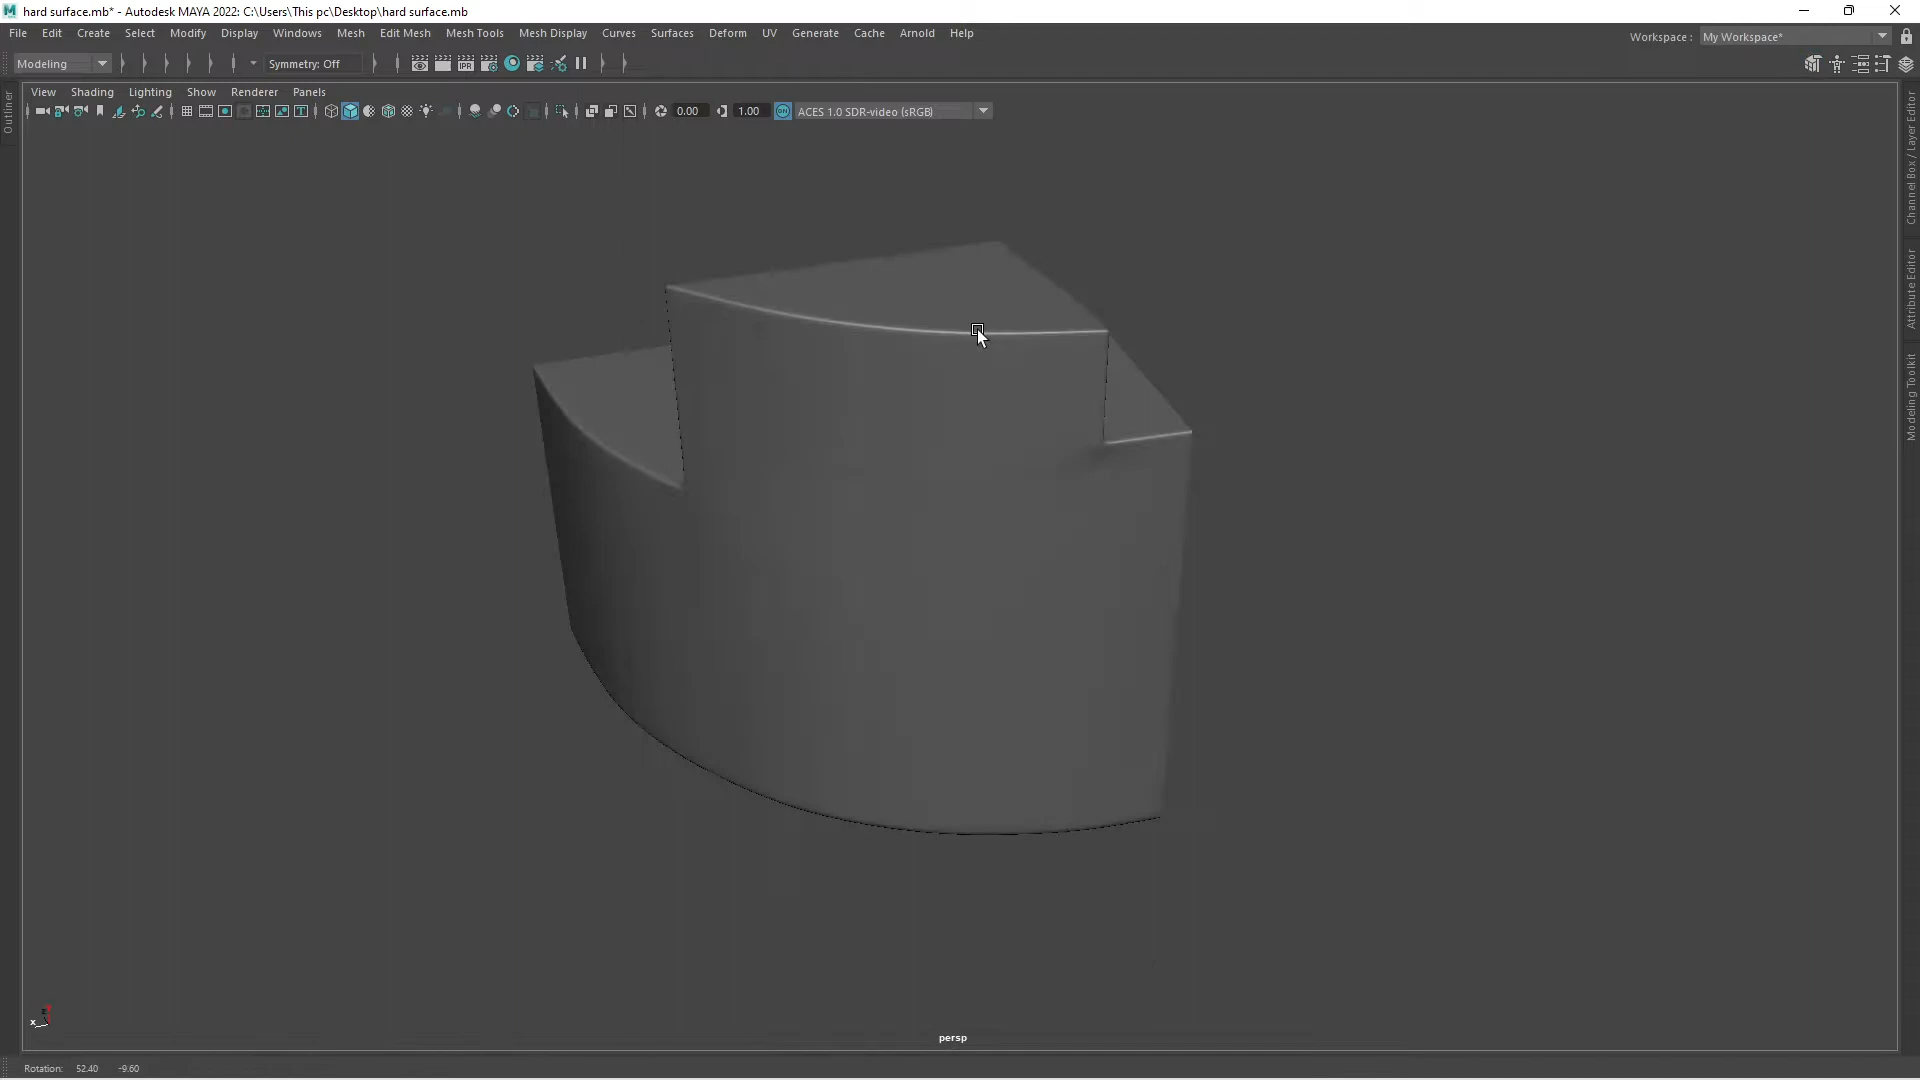 hard surface.mb* - Autodesk MAYA 2022: C:\Users\This pc\Desktop\hard surface.mb
File Edit Create Select Modify Display Windows Mesh Edit Mesh Mesh Tools Mesh Display Curves Surfaces Deform UV Generate Cache Arnold Help
Workspace : My Workspace*
Modeling Symmetry: Off
IPR
View Shading Lighting Show Renderer Panels
0.00 1.00 ON ACES 1.0 SDR-video (sRGB)
Outliner
Channel Box / Layer Editor
Attribute Editor
Modeling Toolkit
x
persp
Rotation: 52.40 -9.60